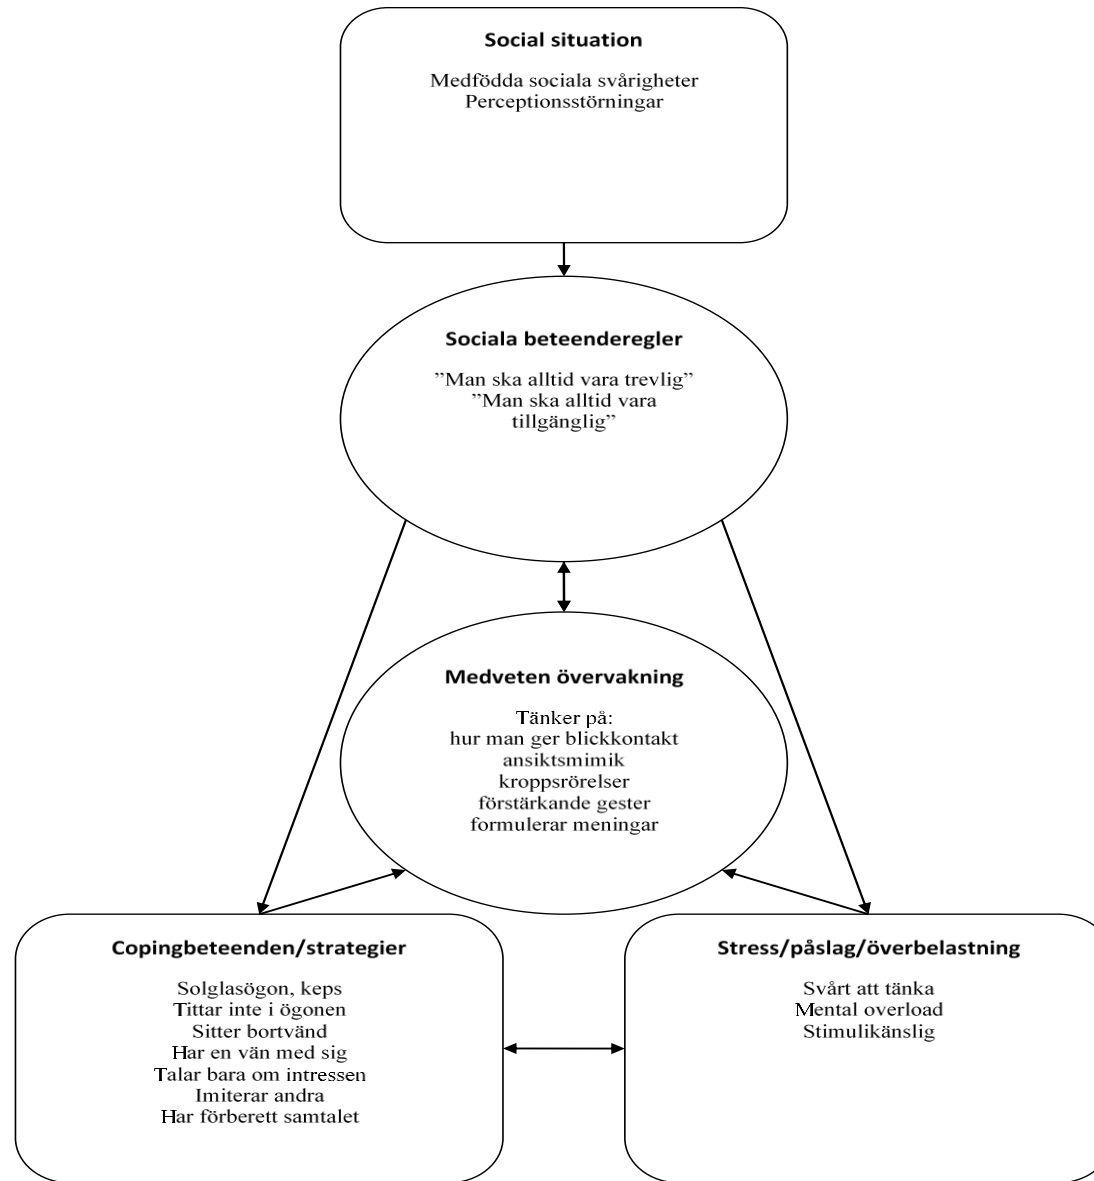 Social situation
Medfödda sociala svårigheter
Perceptionsstörningar
Sociala beteenderegler
”Man ska alltid vara trevlig”
”Man ska alltid vara
tillgänglig”
Medveten övervakning
Tänker på:
hur man ger blickkontakt
ansiktsmimik
kroppsrörelser
förstärkande gester
formulerar meningar
Copingbeteenden/strategier
Solglasögon, keps
Tittar inte i ögonen
Sitter bortvänd
Har en vän med sig
Talar bara om intressen
Imiterar andra
Har förberett samtalet
Stress/påslag/överbelastning
Svårt att tänka
Mental overload
Stimulikänslig